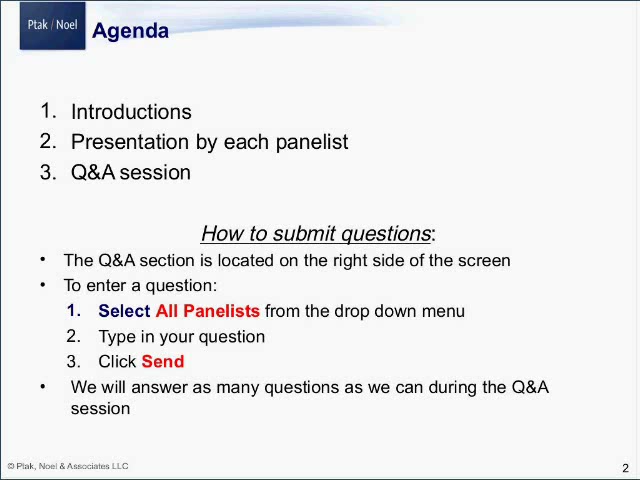 Ptak / Noel
Agenda
1. Introductions
2. Presentation by each panelist
3. Q&A session
How to submit questions:
• The Q&A section is located on the right side of the screen
• To enter a question:
1. Select All Panelists from the drop down menu
2. Type in your question
3. Click Send
• We will answer as many questions as we can during the Q&A
session
© Ptak, Noel & Associates LLC
2